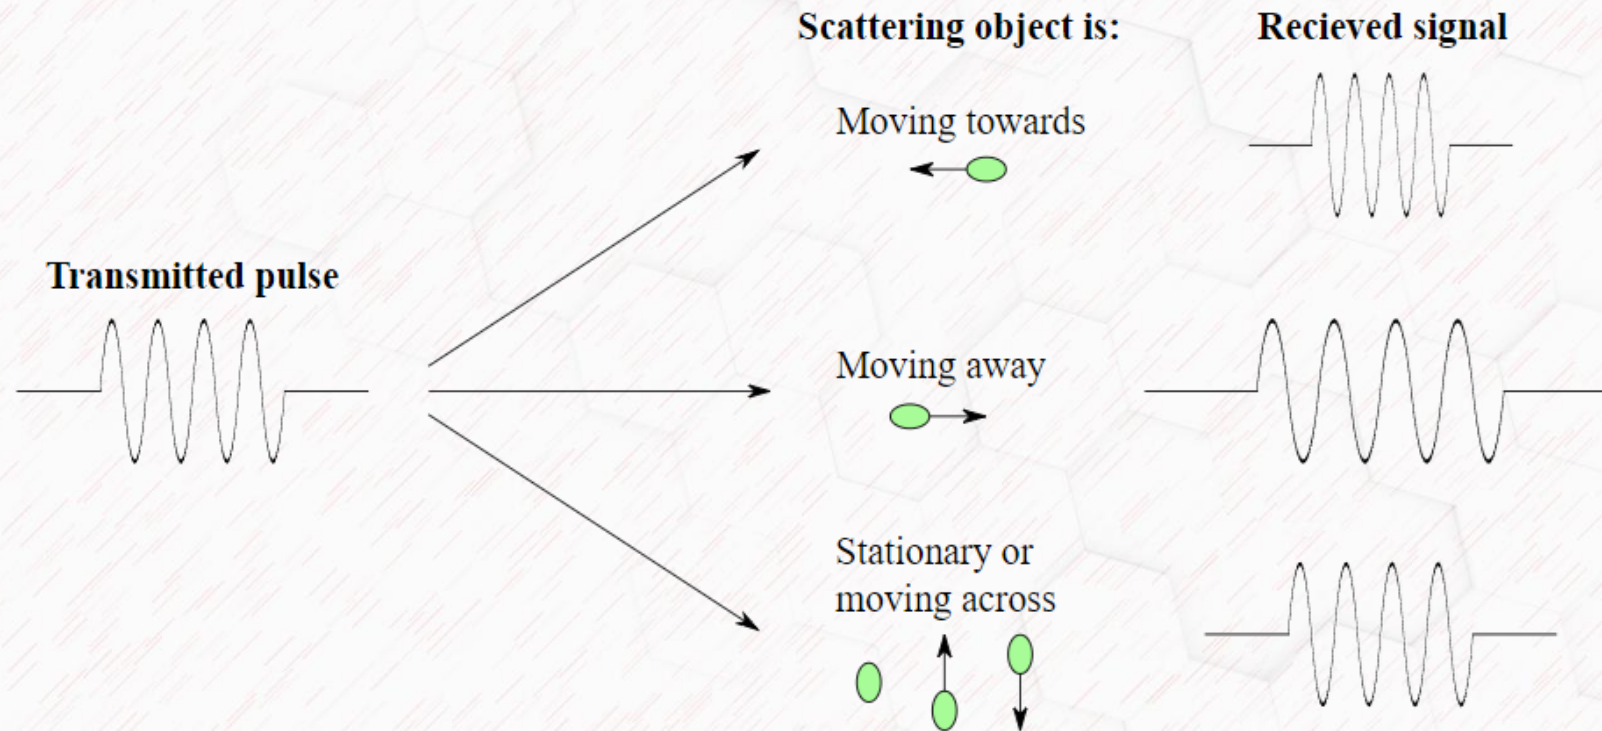 Scattering object is:
Recieved signal
Moving towards
Transmitted pulse
Moving away
Stationary or
moving across